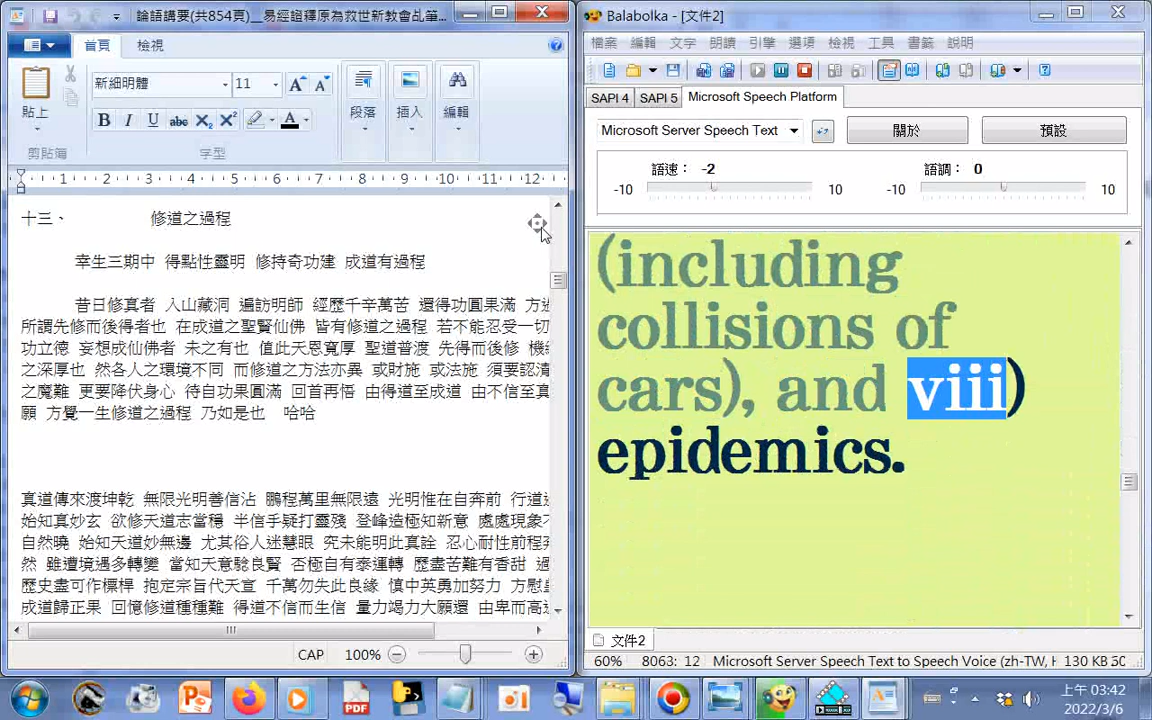 論語講要(共854頁)__易經證釋原為救世新教會乩筆...
首頁
檢視
貼上
剪貼簿
新細明體
11
B I U abc X₂ X²
字型
段落
插入
編輯
1 2 3 4 5 6 7 8 9 10 11 12
十三、 修道之過程
幸生三期中 得點性靈明 修持奇功建 成道有過程
昔日修真者 入山藏洞 遍訪明師 經歷千辛萬苦 還得功圓果滿 方
所謂先修而後得者也 在成道之聖賢仙佛 皆有修道之過程 若不能忍受一切
功立德 妄想成仙佛者 未之有也 值此天恩寬厚 聖道普渡 先得而後修 機
之深厚也 然各人之環境不同 而修道之方法亦異 或財施 或法施 須要認清
之魔難 更要降伏身心 待自功果圓滿 回首再悟 由得道至成道 由不信至真
願 方覺一生修道之過程 乃如是也 哈哈
真道傳來渡坤乾 無限光明善信沾 鵬程萬里無限遠 光明惟在自奔前 行道
始知真妙玄 欲修天道志當穩 半信乎疑打靈殘 登峰造極知新意 處處現象
自然曉 始知天道妙無邊 尤其俗人迷慧眼 究未能明此真詮 忍心耐性前程
然 雖遭境遇多轉變 當知天意騐良賢 否極自有泰運轉 歷盡苦難有香甜
歷史盡可作標桿 抱定宗旨代天宣 千萬勿失此良緣 慎中英勇加努力 方慰
成道歸正果 回憶修道種種難 得道不信而生信 量力竭力大願還 由卑而高
CAP 100%
Balabolka - [文件2]
檔案 編輯 文字 朗讀 引擎 選項 檢視 工具 書籤 說明
SAPI 4 SAPI 5 Microsoft Speech Platform
Microsoft Server Speech Text
關於
預設
語速： -2
語調： 0
-10 10 -10 10
(including
collisions of
cars), and viii)
epidemics.
文件2
60% 8063: 12 Microsoft Server Speech Text to Speech Voice (zh-TW, 130 KB
上午 03:42
2022/3/6